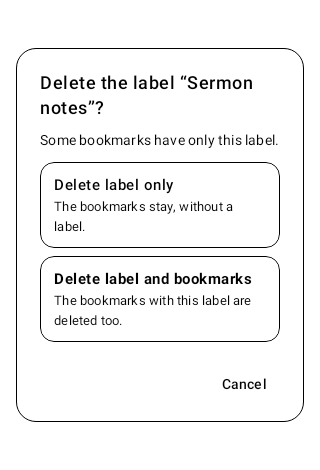 Delete the label “Sermon
notes”?
Some bookmarks have only this label.
Delete label only
The bookmarks stay, without a
label.
Delete label and bookmarks
The bookmarks with this label are
deleted too.
Cancel